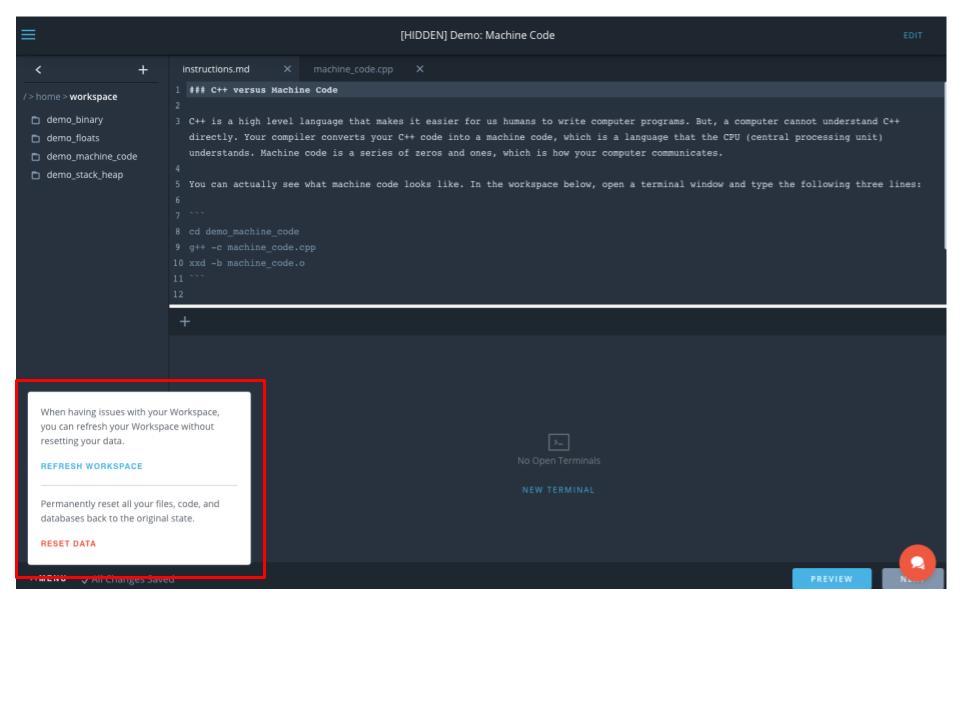 [HIDDEN] Demo: Machine Code
EDIT
instructions.md
machine_code.cpp
/ > home > workspace
demo_binary
demo_floats
demo_machine_code
demo_stack_heap
1 ### C++ versus Machine Code
2
3 C++ is a high level language that makes it easier for us humans to write computer programs. But, a computer cannot understand C++
directly. Your compiler converts your C++ code into a machine code, which is a language that the CPU (central processing unit)
understands. Machine code is a series of zeros and ones, which is how your computer communicates.
4
5 You can actually see what machine code looks like. In the workspace below, open a terminal window and type the following three lines:
6
7 ```
8 cd demo_machine_code
9 g++ -c machine_code.cpp
10 xxd -b machine_code.o
11 ```
12
When having issues with your Workspace,
you can refresh your Workspace without
resetting your data.
REFRESH WORKSPACE
Permanently reset all your files, code, and
databases back to the original state.
RESET DATA
No Open Terminals
NEW TERMINAL
MENU
All Changes Saved
PREVIEW